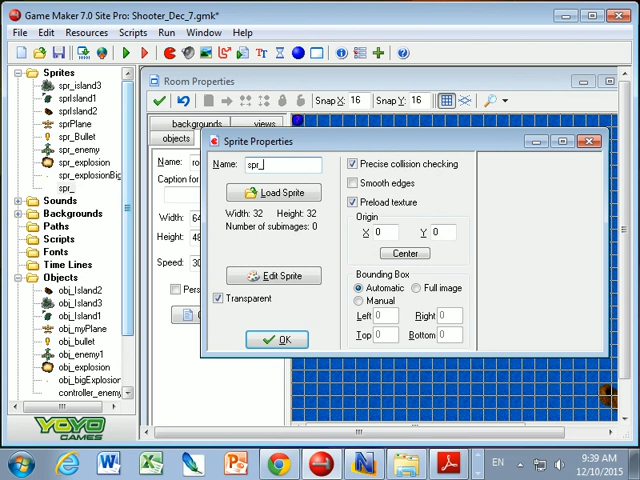 Game Maker 7.0 Site Pro: Shooter_Dec_7.gmk*
File Edit Resources Scripts Run Window Help
Sprites
spr_island3
sprIsland1
sprIsland2
sprPlane
spr_Bullet
spr_enemy
spr_explosion
spr_explosionBig
spr_
Sounds
Backgrounds
Paths
Scripts
Fonts
Time Lines
Objects
obj_Island2
obj_Island3
obj_Island1
obj_myPlane
obj_bullet
obj_enemy1
obj_explosion
obj_bigExplosion
controller_enemy
YOYO
GAMES
Room Properties
Snap X: 16 Snap Y: 16
backgrounds views
objects
Name: ro
Caption for
Width: 64
Height: 48
Speed: 30
Pers
Sprite Properties
Name: spr_
Load Sprite
Width: 32 Height: 32
Number of subimages: 0
Edit Sprite
Transparent
OK
Precise collision checking
Smooth edges
Preload texture
Origin
X 0 Y 0
Center
Bounding Box
Automatic Full image
Manual
Left 0 Right 0
Top 0 Bottom 0
EN
9:39 AM
12/10/2015